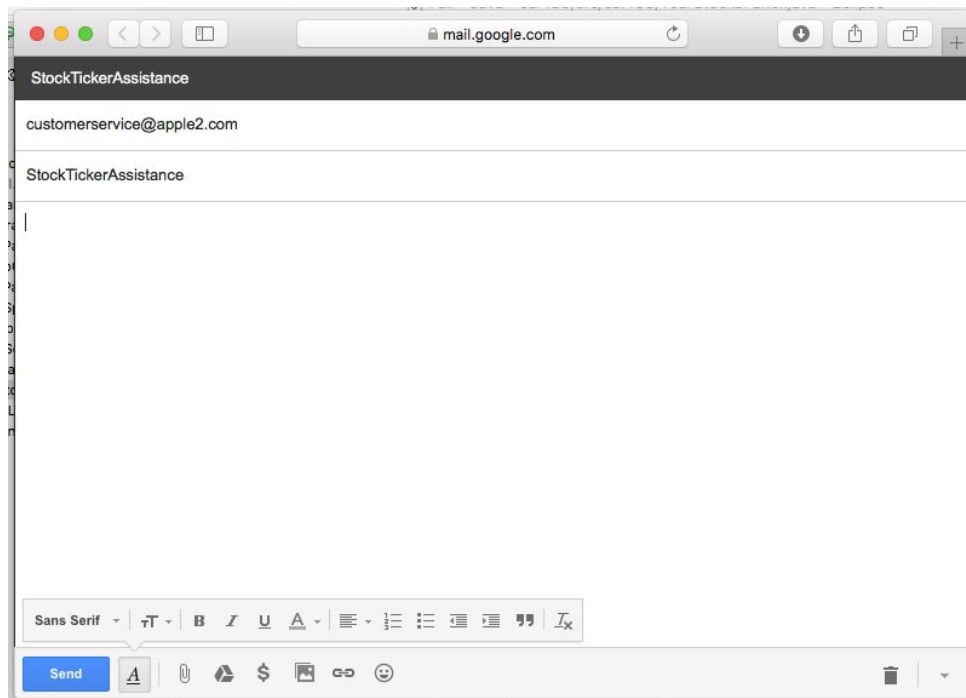 mail.google.com
StockTickerAssistance
customerservice@apple2.com
StockTickerAssistance
Sans Serif
Send